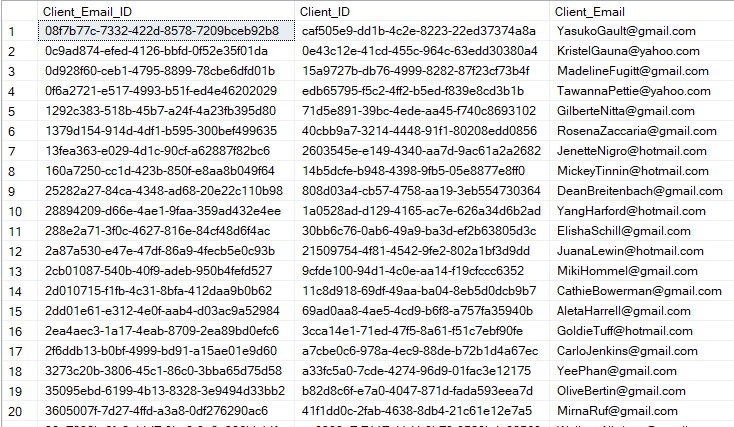 Client_Email_ID Client_ID Client_Email
1 08f7b77c-7332-422d-8578-7209bceb92b8 caf505e9-dd1b-4c2e-8223-22ed37374a8a YasukoGault@gmail.com
2 0c9ad874-efed-4126-bbfd-0f52e35f01da 0e43c12e-41cd-455c-964c-63edd30380a4 KristelGauna@yahoo.com
3 0d928f60-ceb1-4795-8899-78cbe6dfd01b 15a9727b-db76-4999-8282-87f23cf73b4f MadelineFugitt@gmail.com
4 0f6a2721-e517-4993-b51f-ed4e46202029 edb65795-f5c2-4ff2-b5ed-f839e8cd3b1b TawannaPettie@yahoo.com
5 1292c383-518b-45b7-a24f-4a23fb395d80 71d5e891-39bc-4ede-aa45-f740c8693102 GilberteNitta@gmail.com
6 1379d154-914d-4df1-b595-300bef499635 40cbb9a7-3214-4448-91f1-80208edd0856 RosenaZaccaria@gmail.com
7 13fea363-e029-4d1c-90cf-a62887f82bc6 2603545e-e149-4340-aa7d-9ac61a2a2682 JenetteNigro@hotmail.com
8 160a7250-cc1d-423b-850f-e8aa8b049f64 14b5dcfe-b948-4398-9fb5-05e8877e8ff0 MickeyTinnin@hotmail.com
9 25282a27-84ca-4348-ad68-20e22c110b98 808d03a4-cb57-4758-aa19-3eb554730364 DeanBreitenbach@gmail.com
10 28894209-d66e-4ae1-9faa-359ad432e4ee 1a0528ad-d129-4165-ac7e-626a34d6b2ad YangHarford@hotmail.com
11 288e2a71-3f0c-4627-816e-84cf48d6f4ac 30bb6c76-0ab6-49a9-ba3d-ef2b63805d3c ElishaSchill@gmail.com
12 2a87a530-e47e-47df-86a9-4fecb5e0c93b 21509754-4f81-4542-9fe2-802a1bf3d9dd JuanaLewin@hotmail.com
13 2cb01087-540b-40f9-adeb-950b4fefd527 9cfde100-94d1-4c0e-aa14-f19cfccc6352 MikiHommel@gmail.com
14 2d010715-f1fb-4c31-8bfa-412daa9b0b62 11c8d918-69df-49aa-ba04-8eb5d0dcb9b7 CathieBowerman@gmail.com
15 2dd01e61-e312-4e0f-aab4-d03ac9a52984 69ad0aa8-4ae5-4cd9-b6f8-a757fa35940b AletaHarrell@gmail.com
16 2ea4aec3-1a17-4eab-8709-2ea89bd0efc6 3cca14e1-71ed-47f5-8a61-f51c7ebf90fe GoldieTuff@hotmail.com
17 2f6ddb13-b0bf-4999-bd91-a15ae01e9d60 a7cbe0c6-978a-4ec9-88de-b72b1d4a67ec CarloJenkins@gmail.com
18 3273c20b-3806-45c1-86c0-3bba65d75d58 a33fc5a0-7cde-4274-96d9-01fac3e12175 YeePhan@gmail.com
19 35095ebd-6199-4b13-8328-3e9494d33bb2 b82d8c6f-e7a0-4047-871d-fada593eea7d OliveBertin@gmail.com
20 3605007f-7d27-4ffd-a3a8-0df276290ac6 41f1dd0c-2fab-4638-8db4-21c61e12e7a5 MirnaRuf@gmail.com